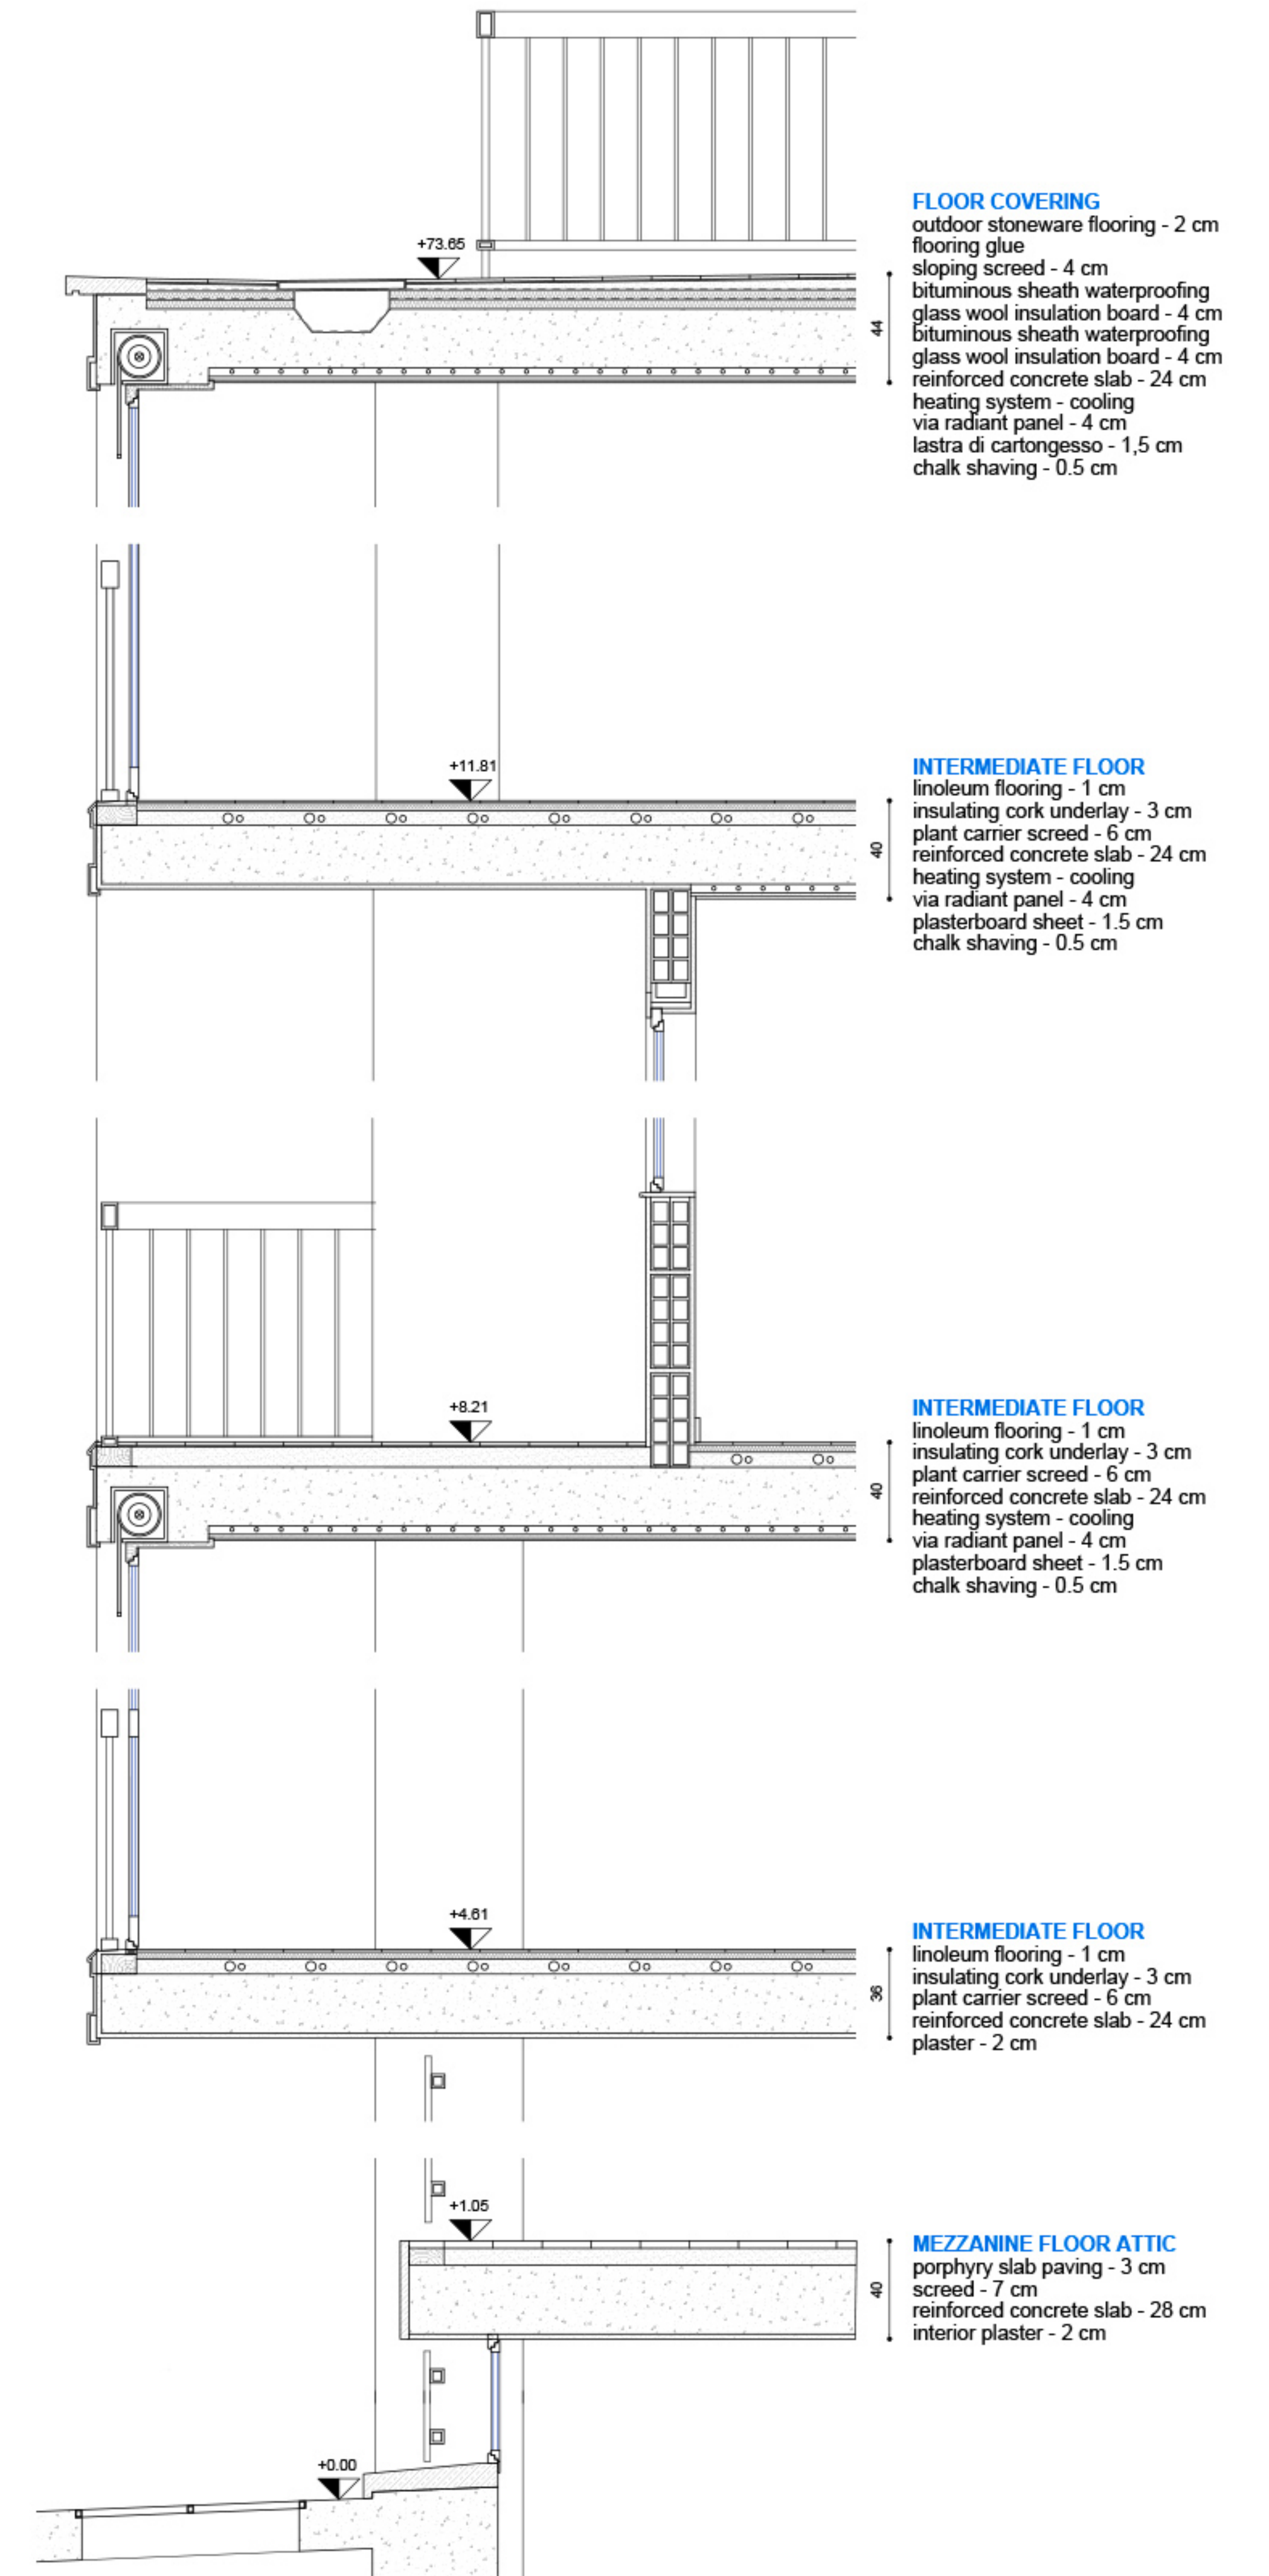 +73.65
44
FLOOR COVERING
outdoor stoneware flooring - 2 cm
flooring glue
sloping screed - 4 cm
bituminous sheath waterproofing
glass wool insulation board - 4 cm
bituminous sheath waterproofing
glass wool insulation board - 4 cm
reinforced concrete slab - 24 cm
heating system - cooling
via radiant panel - 4 cm
lastra di cartongesso - 1,5 cm
chalk shaving - 0.5 cm
+11.81
40
INTERMEDIATE FLOOR
linoleum flooring - 1 cm
insulating cork underlay - 3 cm
plant carrier screed - 6 cm
reinforced concrete slab - 24 cm
heating system - cooling
via radiant panel - 4 cm
plasterboard sheet - 1.5 cm
chalk shaving - 0.5 cm
+8.21
40
INTERMEDIATE FLOOR
linoleum flooring - 1 cm
insulating cork underlay - 3 cm
plant carrier screed - 6 cm
reinforced concrete slab - 24 cm
heating system - cooling
via radiant panel - 4 cm
plasterboard sheet - 1.5 cm
chalk shaving - 0.5 cm
+4.61
36
INTERMEDIATE FLOOR
linoleum flooring - 1 cm
insulating cork underlay - 3 cm
plant carrier screed - 6 cm
reinforced concrete slab - 24 cm
plaster - 2 cm
+1.05
40
MEZZANINE FLOOR ATTIC
porphyry slab paving - 3 cm
screed - 7 cm
reinforced concrete slab - 28 cm
interior plaster - 2 cm
+0.00